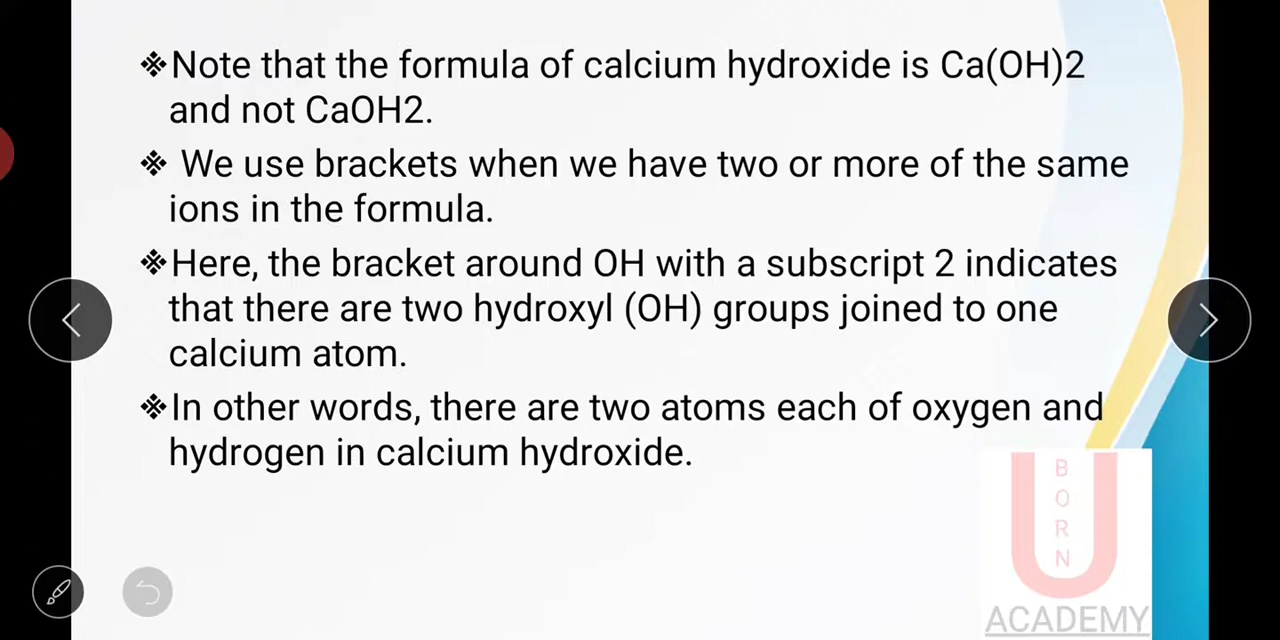 ❖Note that the formula of calcium hydroxide is Ca(OH)2
and not CaOH2.
❖ We use brackets when we have two or more of the same
ions in the formula.
❖Here, the bracket around OH with a subscript 2 indicates
that there are two hydroxyl (OH) groups joined to one
calcium atom.
❖In other words, there are two atoms each of oxygen and
hydrogen in calcium hydroxide.
U
BORN
ACADEMY